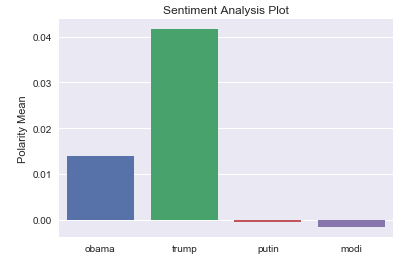 Sentiment Analysis Plot
Polarity Mean
0.04
0.03
0.02
0.01
0.00
obama trump putin modi